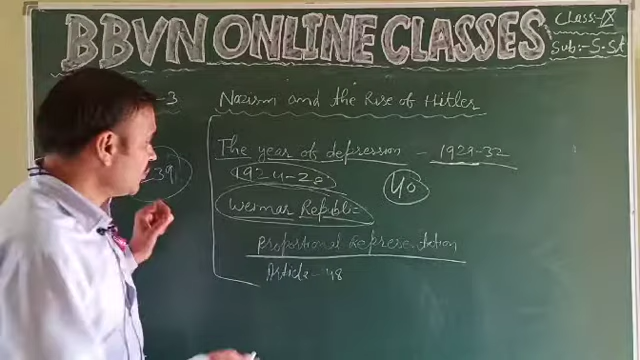 BBVN ONLINE CLASSES
Class:-IX
Sub:- S.St
-3
Nazism and the Rise of Hitler
The year of depression - 1929-32
1924-28
40
39
Weimar Republic
Proportional Representation
Article - 48